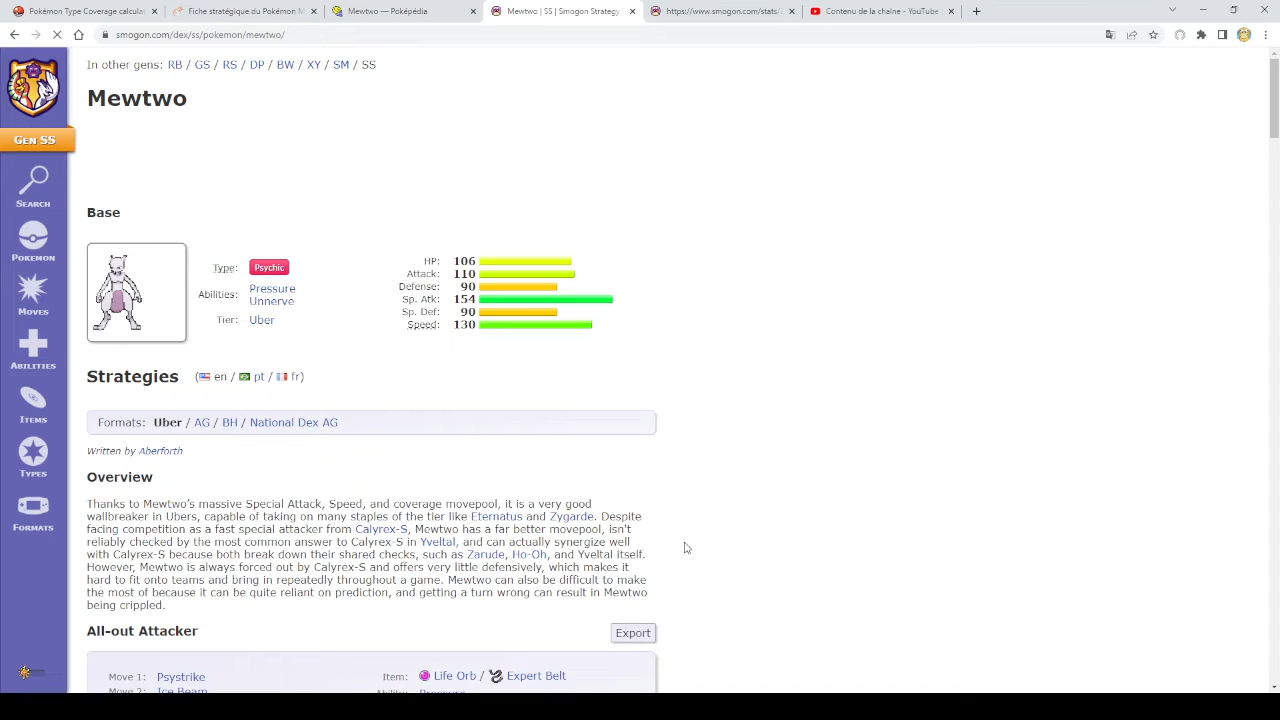 Pokémon Type Coverage calculat
Fiche stratégique du Pokémon M
Mewtwo — Poképédia
Mewtwo | SS | Smogon Strategy
https://www.smogon.com/stats/2
Contenu de la chaîne - YouTube
smogon.com/dex/ss/pokemon/mewtwo/
In other gens: RB / GS / RS / DP / BW / XY / SM / SS
Mewtwo
GEN SS
SEARCH
POKEMON
MOVES
ABILITIES
ITEMS
TYPES
FORMATS
Base
Type: Psychic
Abilities: Pressure
Unnerve
Tier: Uber
HP: 106
Attack: 110
Defense: 90
Sp. Atk: 154
Sp. Def: 90
Speed: 130
Strategies (en / pt / fr)
Formats: Uber / AG / BH / National Dex AG
Written by Aberforth
Overview
Thanks to Mewtwo's massive Special Attack, Speed, and coverage movepool, it is a very good
wallbreaker in Ubers, capable of taking on many staples of the tier like Eternatus and Zygarde. Despite
facing competition as a fast special attacker from Calyrex-S, Mewtwo has a far better movepool, isn't
reliably checked by the most common answer to Calyrex-S in Yveltal, and can actually synergize well
with Calyrex-S because both break down their shared checks, such as Zarude, Ho-Oh, and Yveltal itself.
However, Mewtwo is always forced out by Calyrex-S and offers very little defensively, which makes it
hard to fit onto teams and bring in repeatedly throughout a game. Mewtwo can also be difficult to make
the most of because it can be quite reliant on prediction, and getting a turn wrong can result in Mewtwo
being crippled.
All-out Attacker
Export
Move 1: Psystrike
Move 2: Ice Beam
Item: Life Orb / Expert Belt
Ability: Pressure